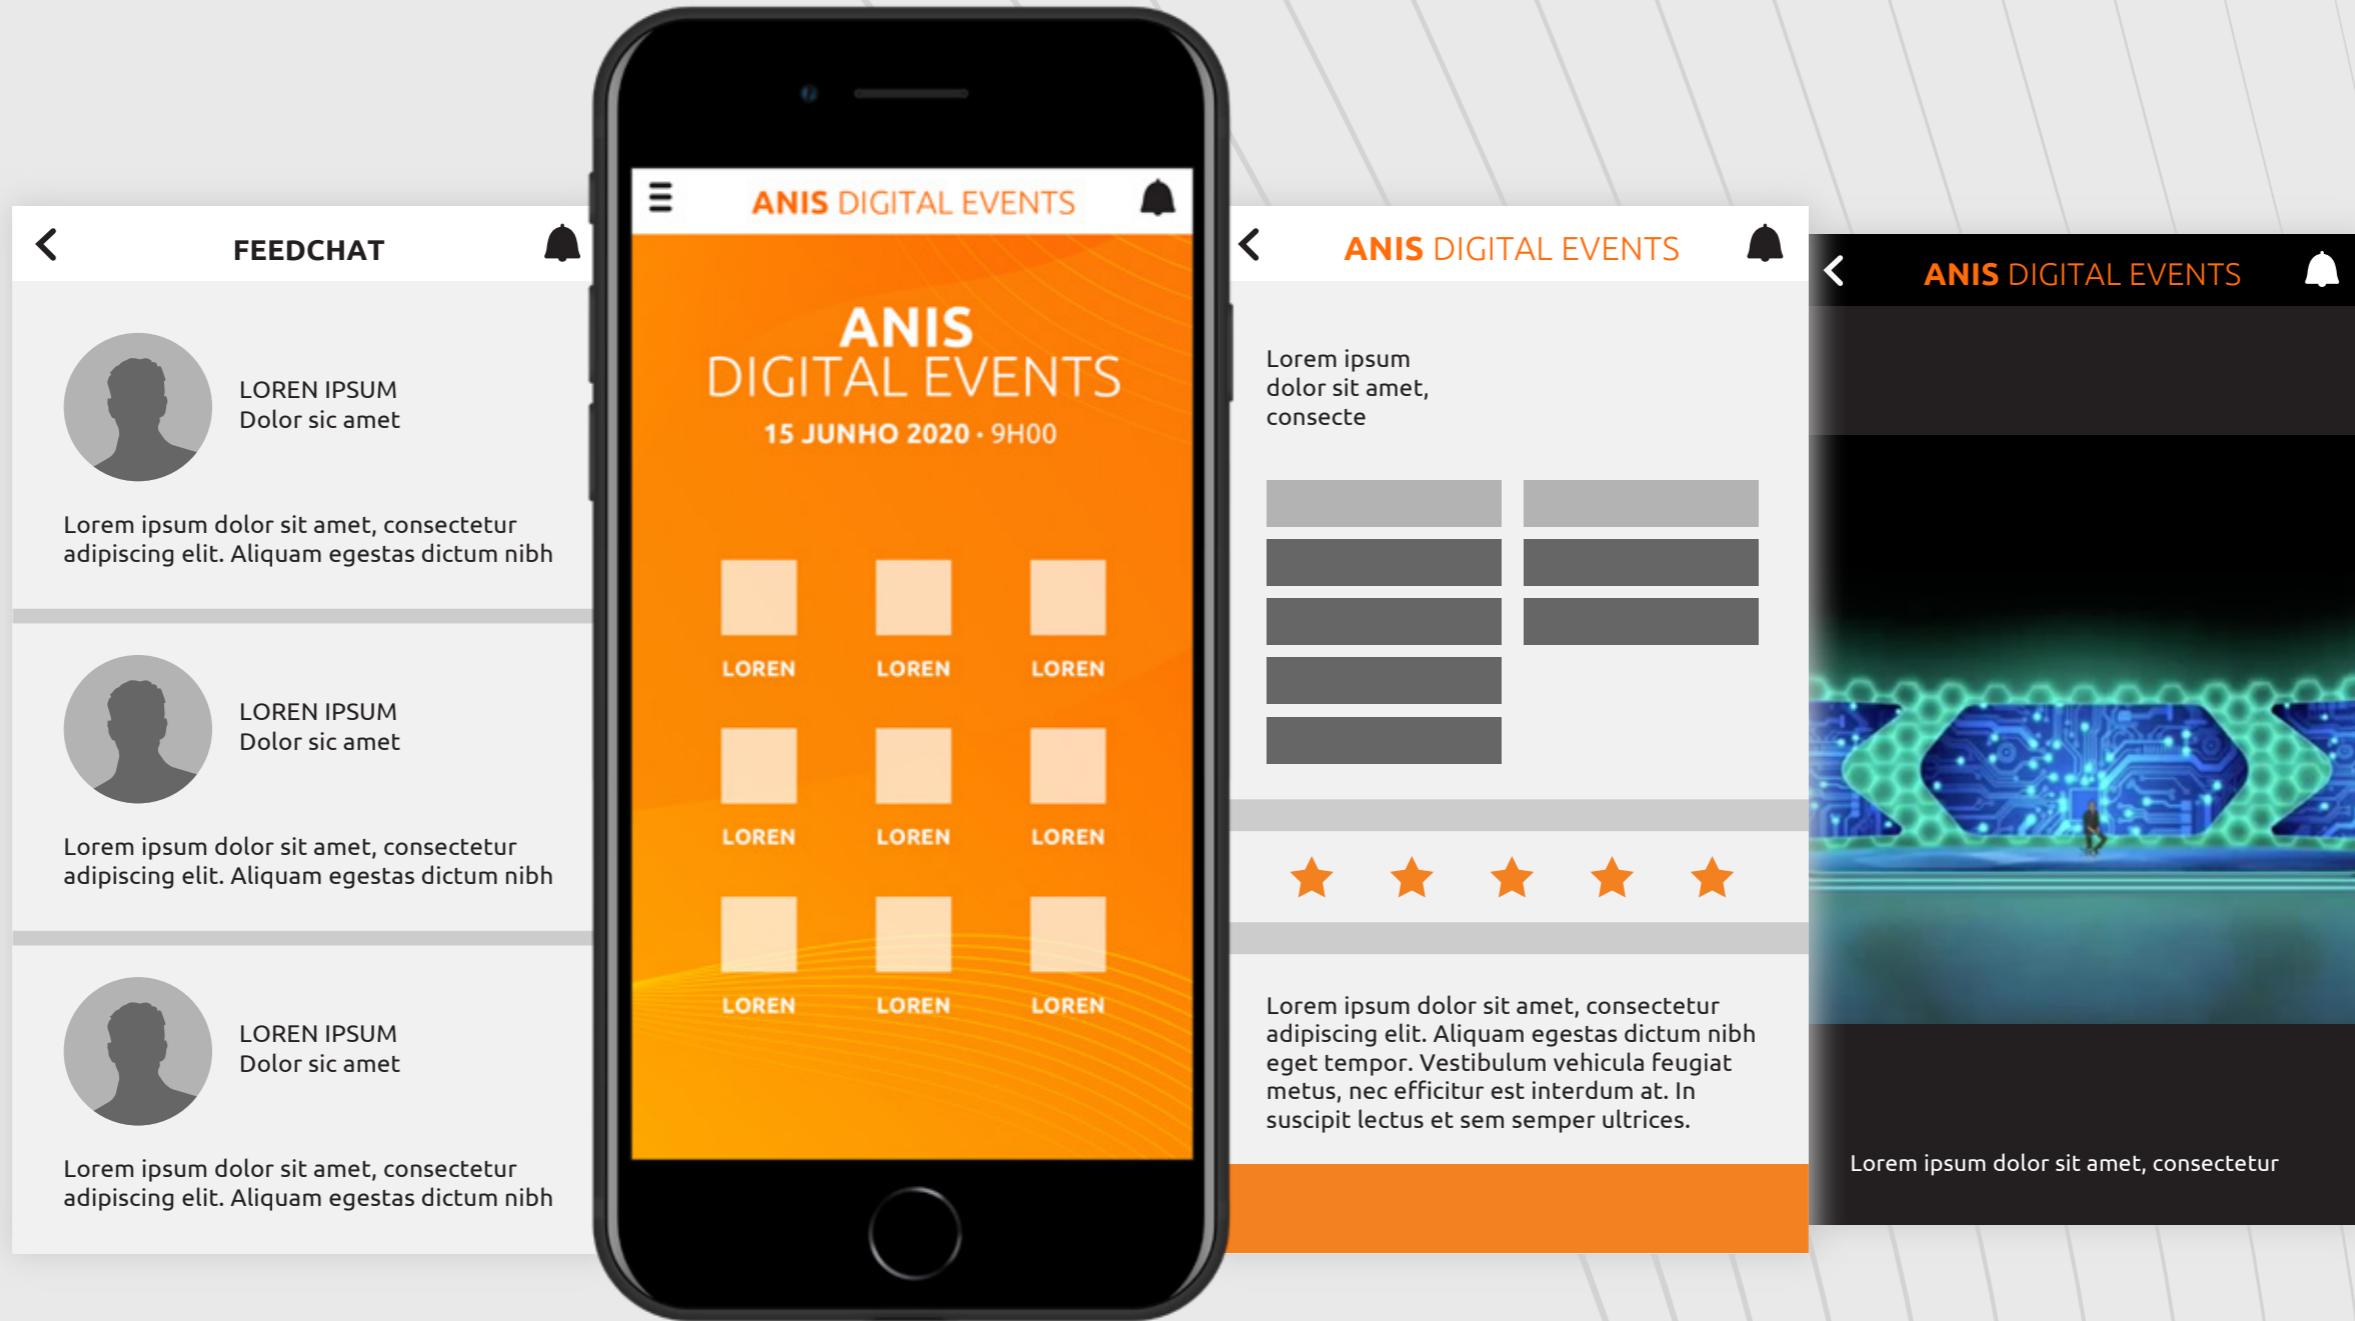 FEEDCHAT
LOREN IPSUM
Dolor sic amet
Lorem ipsum dolor sit amet, consectetur
adipiscing elit. Aliquam egestas dictum nibh
LOREN IPSUM
Dolor sic amet
Lorem ipsum dolor sit amet, consectetur
adipiscing elit. Aliquam egestas dictum nibh
LOREN IPSUM
Dolor sic amet
Lorem ipsum dolor sit amet, consectetur
adipiscing elit. Aliquam egestas dictum nibh
ANIS DIGITAL EVENTS
ANIS
DIGITAL EVENTS
15 JUNHO 2020 · 9H00
LOREN LOREN LOREN
LOREN LOREN LOREN
LOREN LOREN LOREN
ANIS DIGITAL EVENTS
Lorem ipsum
dolor sit amet,
consecte
Lorem ipsum dolor sit amet, consectetur
adipiscing elit. Aliquam egestas dictum nibh
eget tempor. Vestibulum vehicula feugiat
metus, nec efficitur est interdum at. In
suscipit lectus et sem semper ultrices.
ANIS DIGITAL EVENTS
Lorem ipsum dolor sit amet, consectetur